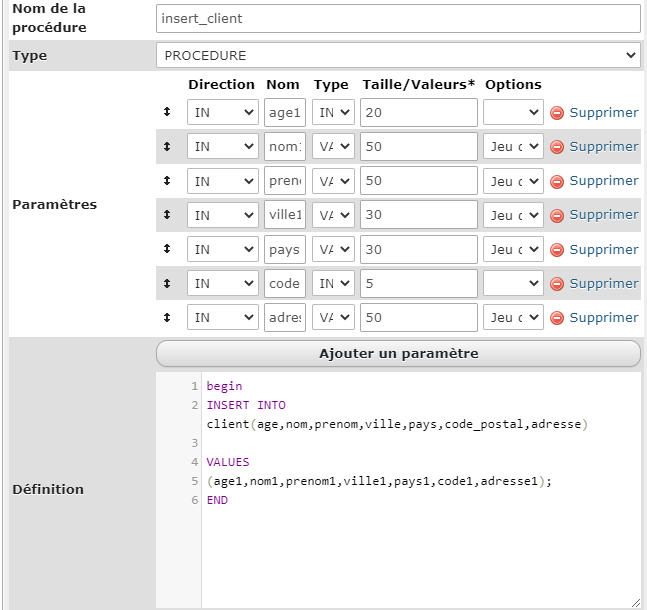 Nom de la
procédure
insert_client
Type
PROCEDURE
Paramètres
Direction Nom Type Taille/Valeurs* Options
IN age1 IN 20 Supprimer
IN nom1 VA 50 Jeu d Supprimer
IN pren 50 VA Jeu d Supprimer
IN ville1 VA 30 Jeu d Supprimer
IN pays VA 30 Jeu d Supprimer
IN code IN 5 Supprimer
IN adres VA 50 Jeu d Supprimer
Ajouter un paramètre
Définition
1 begin
2 INSERT INTO
client(age,nom,prenom,ville,pays,code_postal,adresse)
3
4 VALUES
5 (age1,nom1,prenom1,ville1,pays1,code1,adresse1);
6 END